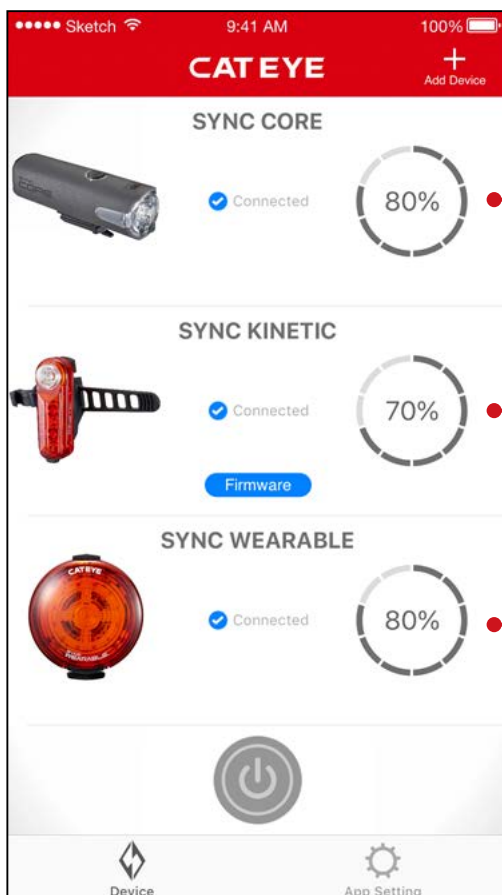 Sketch 9:41 AM 100%
CATEYE
Add Device
SYNC CORE
Connected
80%
SYNC KINETIC
Connected
70%
Firmware
SYNC WEARABLE
CATEYE
WEARABLE
Connected
80%
Device
App Setting